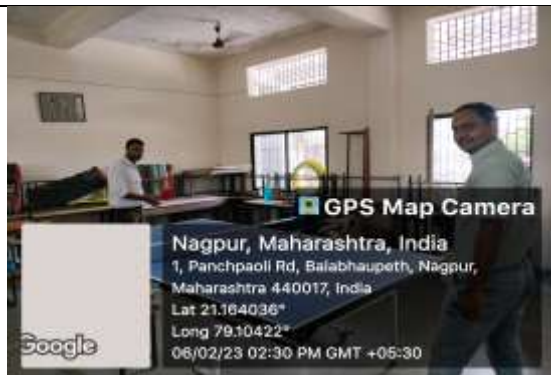 GPS Map Camera
Nagpur, Maharashtra, India
1, Panchpaoli Rd, Balabhaupeth, Nagpur,
Maharashtra 440017, India
Lat 21.164036°
Long 79.10422°
06/02/23 02:30 PM GMT +05:30
Google